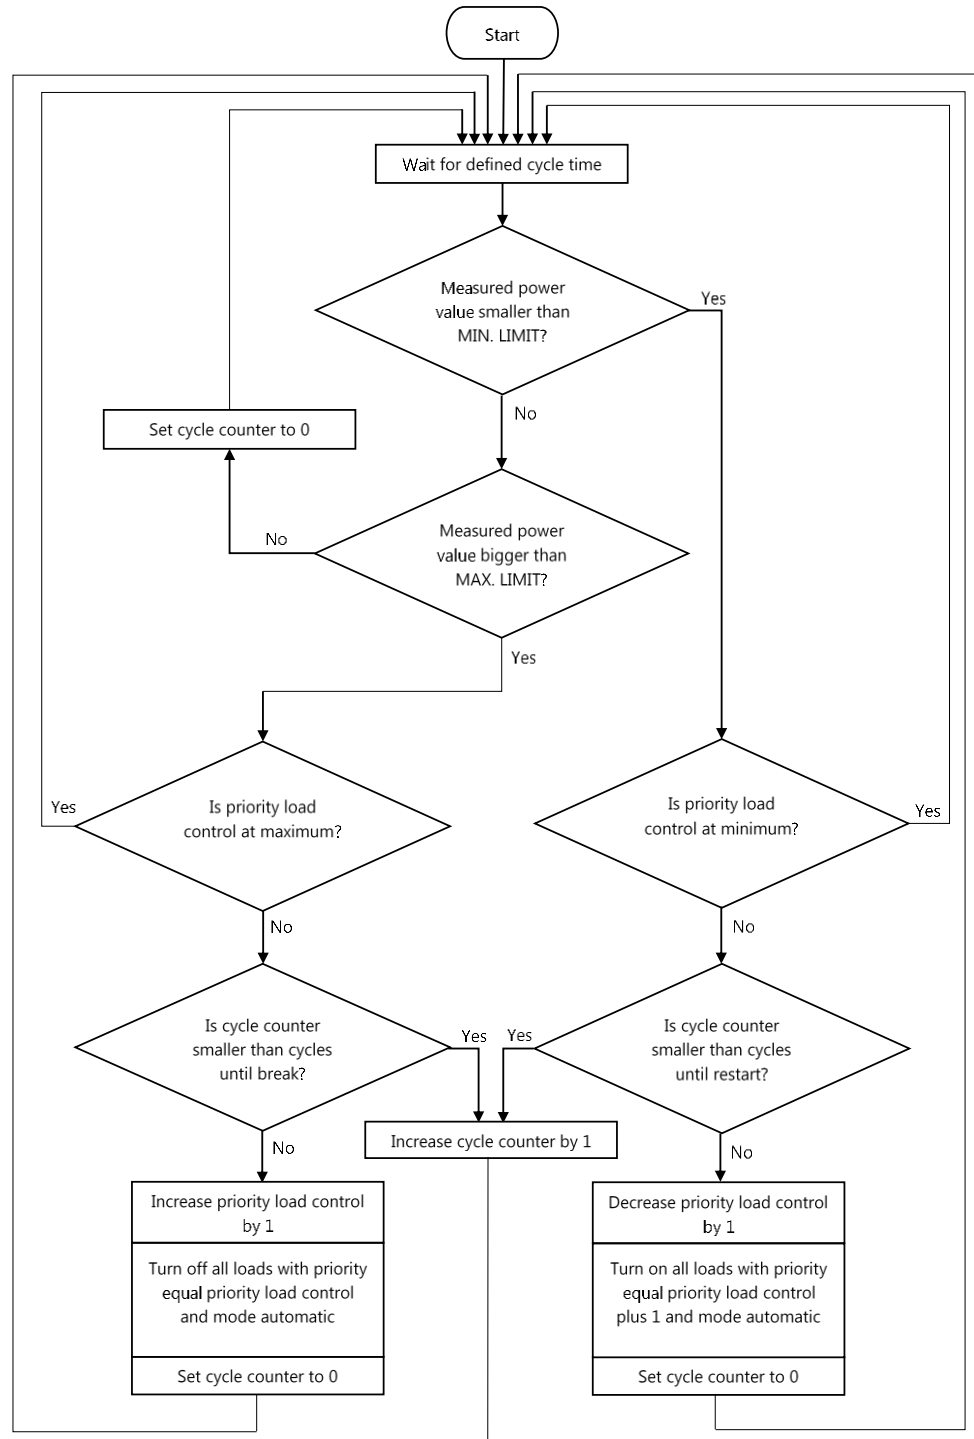 Start
Wait for defined cycle time
Measured power
value smaller than
MIN. LIMIT?
Yes
No
Set cycle counter to 0
Measured power
value bigger than
MAX. LIMIT?
No
Yes
Is priority load
control at maximum?
Yes
No
Is priority load
control at minimum?
Yes
No
Is cycle counter
smaller than cycles
until break?
Yes
No
Is cycle counter
smaller than cycles
until restart?
Yes
No
Increase cycle counter by 1
Increase priority load control
by 1
Turn off all loads with priority
equal priority load control
and mode automatic
Set cycle counter to 0
Decrease priority load control
by 1
Turn on all loads with priority
equal priority load control
plus 1 and mode automatic
Set cycle counter to 0